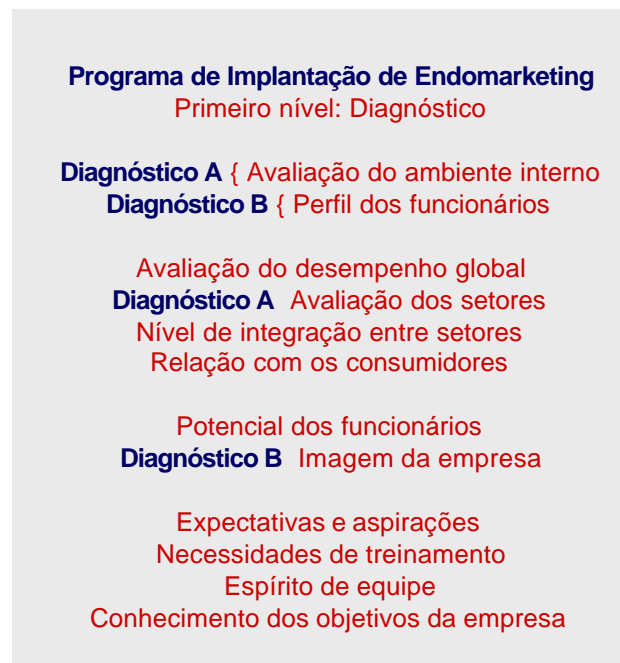 Programa de Implantação de Endomarketing
Primeiro nível: Diagnóstico
Diagnóstico A { Avaliação do ambiente interno
Diagnóstico B { Perfil dos funcionários
Avaliação do desempenho global
Diagnóstico A Avaliação dos setores
Nível de integração entre setores
Relação com os consumidores
Potencial dos funcionários
Diagnóstico B Imagem da empresa
Expectativas e aspirações
Necessidades de treinamento
Espírito de equipe
Conhecimento dos objetivos da empresa